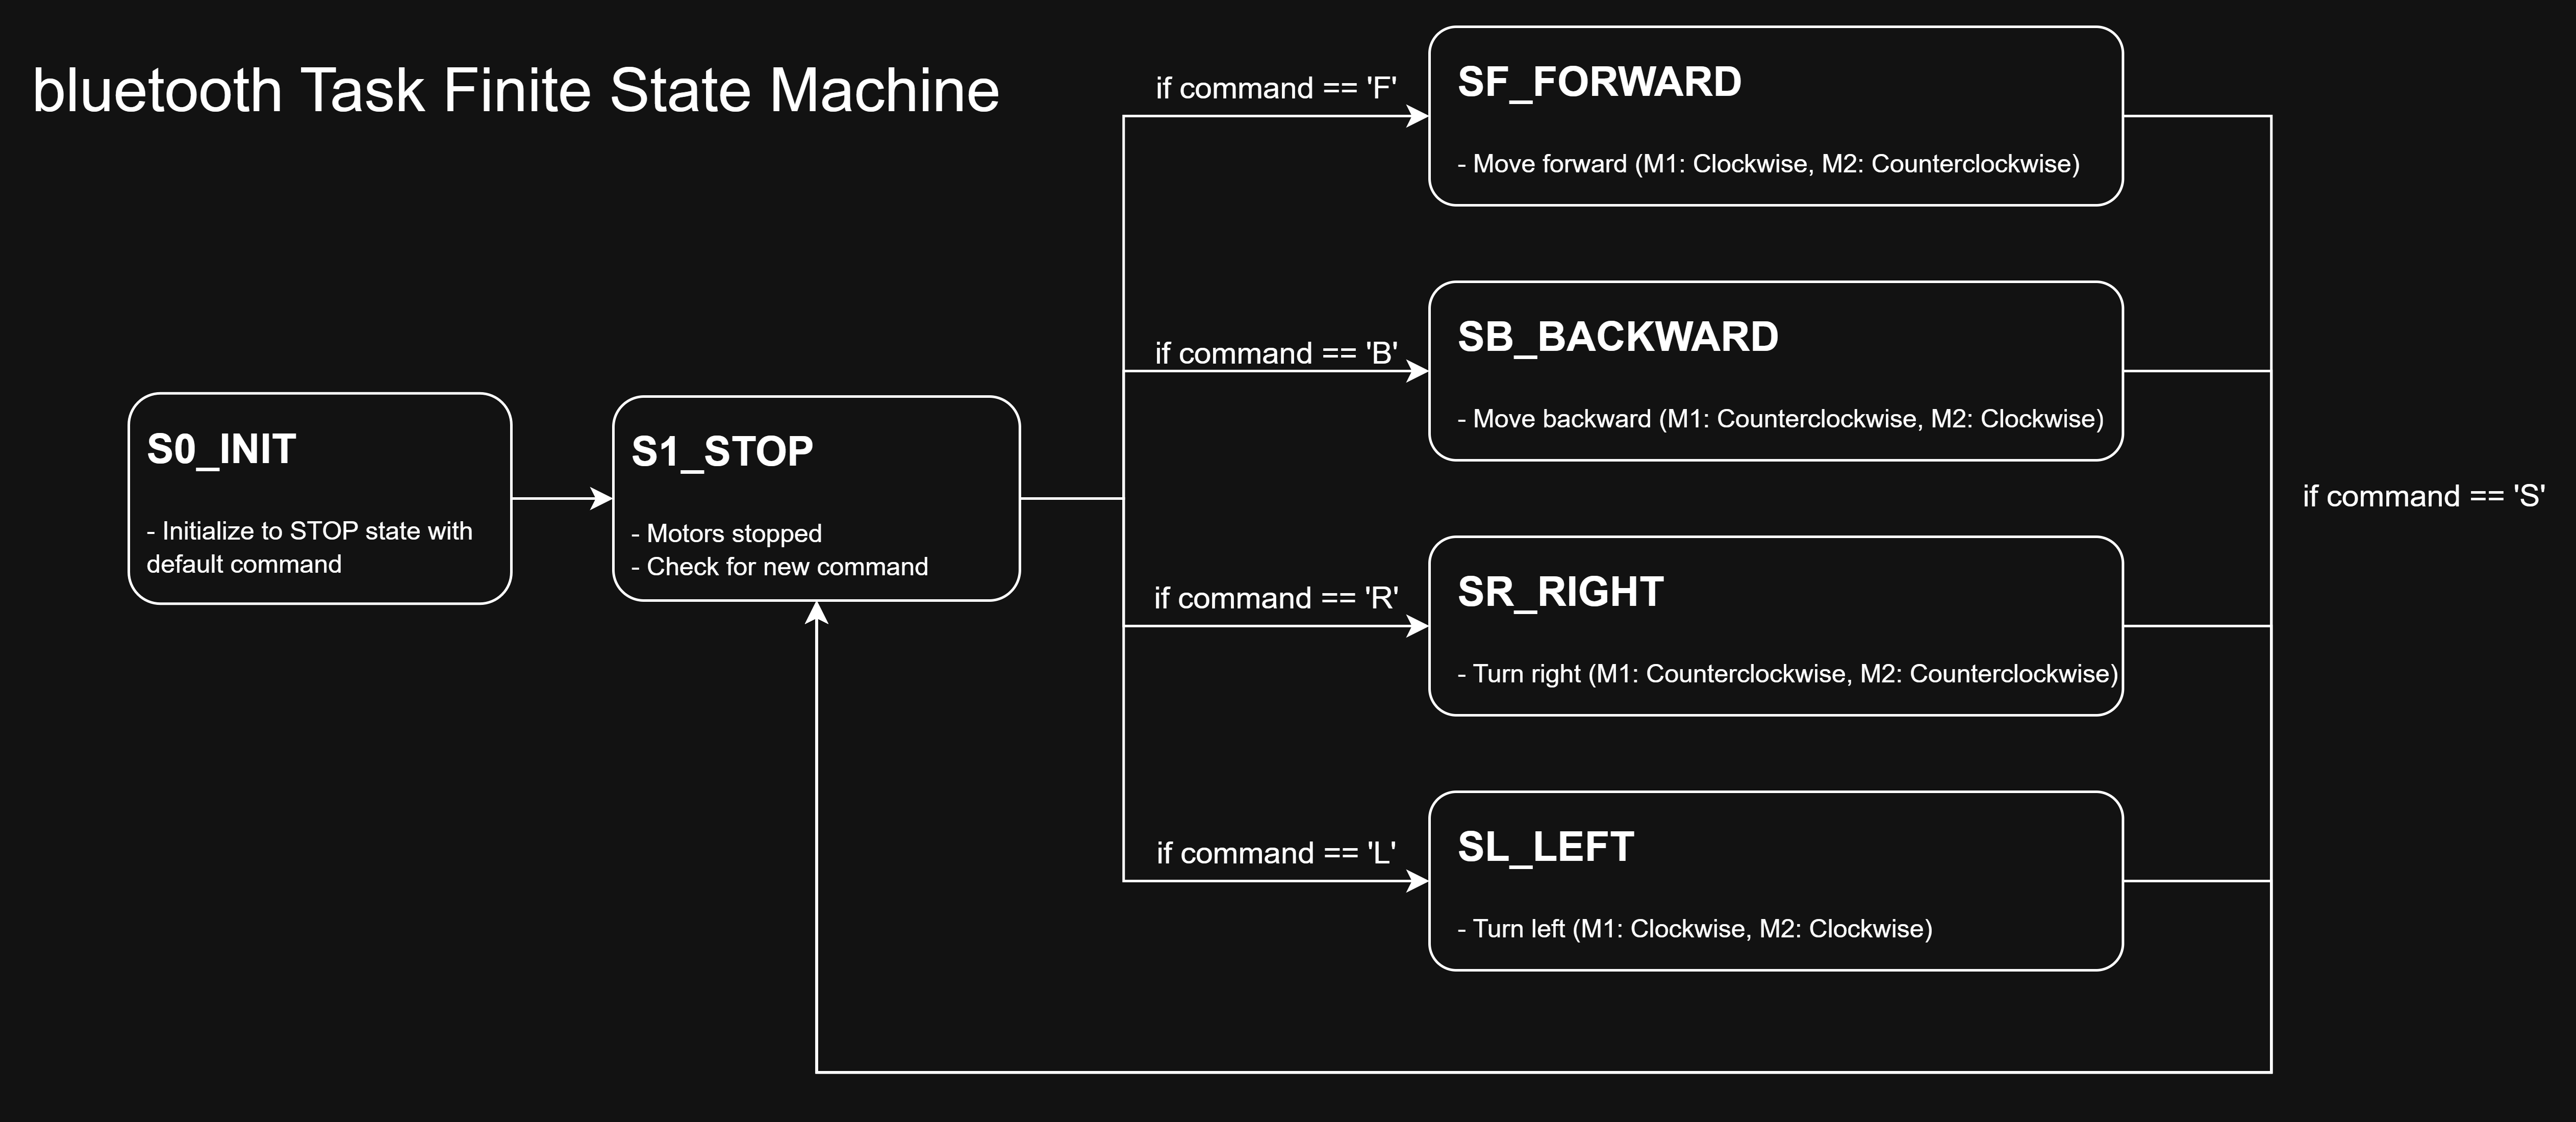 bluetooth Task Finite State Machine
S0_INIT
- Initialize to STOP state with
default command
S1_STOP
- Motors stopped
- Check for new command
if command == 'F'
SF_FORWARD
- Move forward (M1: Clockwise, M2: Counterclockwise)
if command == 'B'
SB_BACKWARD
- Move backward (M1: Counterclockwise, M2: Clockwise)
if command == 'R'
SR_RIGHT
- Turn right (M1: Counterclockwise, M2: Counterclockwise)
if command == 'L'
SL_LEFT
- Turn left (M1: Clockwise, M2: Clockwise)
if command == 'S'